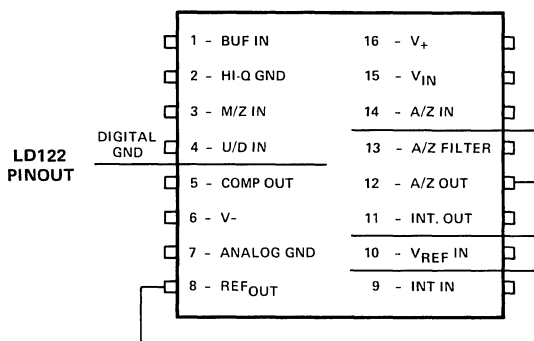 1 - BUF IN
2 - HI-Q GND
3 - M/Z IN
4 - U/D IN
5 - COMP OUT
6 - V-
7 - ANALOG GND
8 - REFOUT
16 - V+
15 - VIN
14 - A/Z IN
13 - A/Z FILTER
12 - A/Z OUT
11 - INT. OUT
10 - VREF IN
9 - INT IN
DIGITAL
GND
LD122
PINOUT